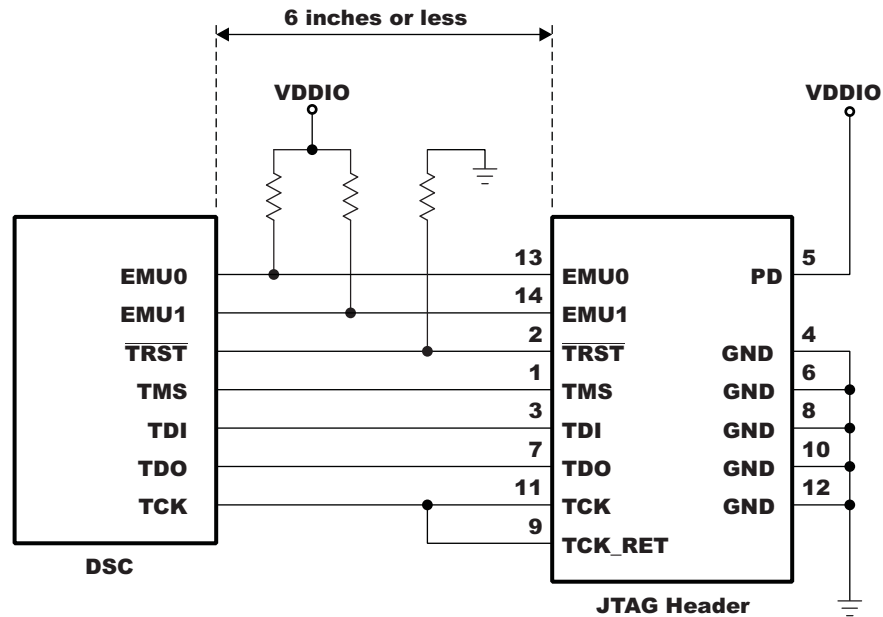 6 inches or less
VDDIO
VDDIO
13
5
EMU0
EMU0
PD
14
EMU1
EMU1
2
4
TRST
TRST
GND
1
6
TMS
TMS
GND
3
8
TDI
TDI
GND
7
10
TDO
TDO
GND
11
12
TCK
TCK
GND
9
TCK_RET
DSC
JTAG Header